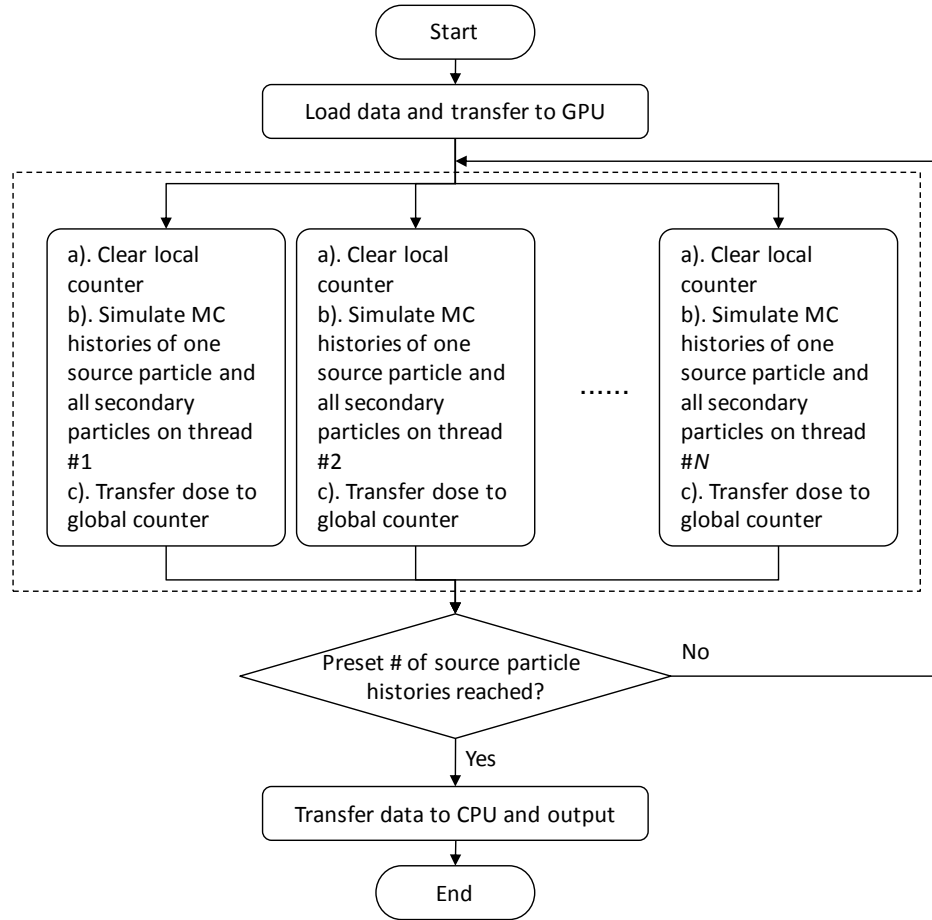 Start
Load data and transfer to GPU
a). Clear local
counter
b). Simulate MC
histories of one
source particle and
all secondary
particles on thread
#1
c). Transfer dose to
global counter
a). Clear local
counter
b). Simulate MC
histories of one
source particle and
all secondary
particles on thread
#2
c). Transfer dose to
global counter
......
a). Clear local
counter
b). Simulate MC
histories of one
source particle and
all secondary
particles on thread
#N
c). Transfer dose to
global counter
Preset # of source particle
histories reached?
No
Yes
Transfer data to CPU and output
End